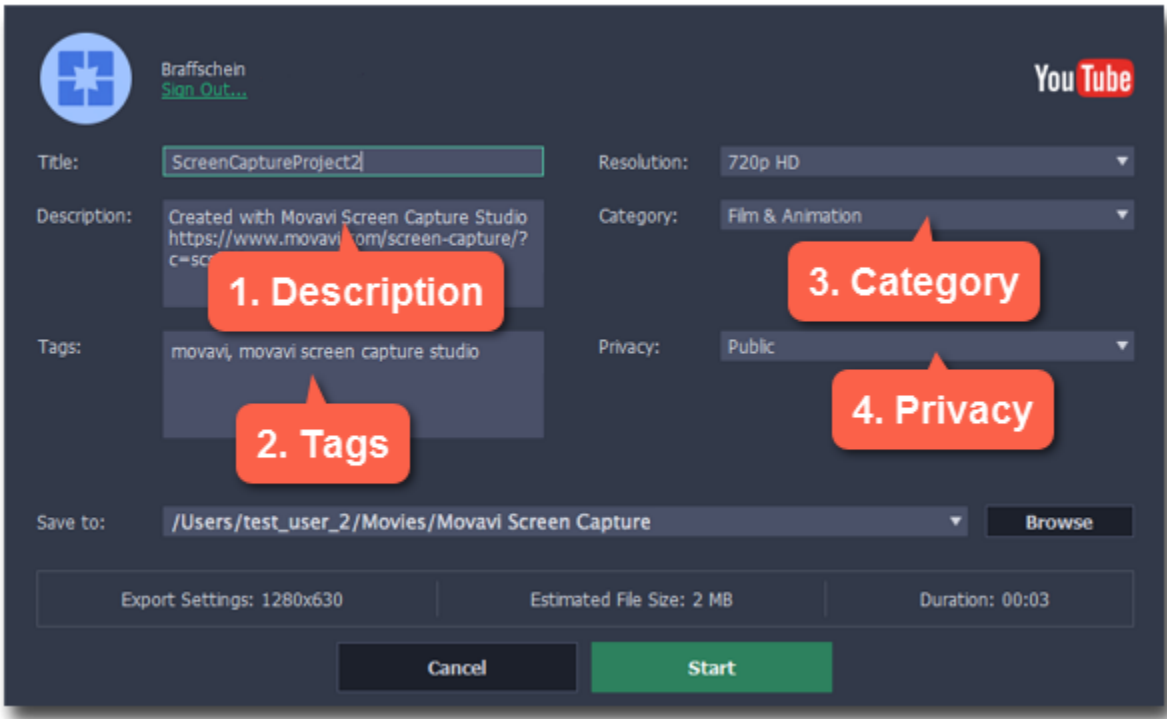 Braffschein
Sign Out...
YouTube
Title:
ScreenCaptureProject2
Resolution:
720p HD
Description:
Created with Movavi Screen Capture Studio
https://www.movavi.com/screen-capture/?
1. Description
Category:
Film & Animation
3. Category
Tags:
movavi, movavi screen capture studio
2. Tags
Privacy:
Public
4. Privacy
Save to:
/Users/test_user_2/Movies/Movavi Screen Capture
Browse
Export Settings: 1280x630
Estimated File Size: 2 MB
Duration: 00:03
Cancel
Start